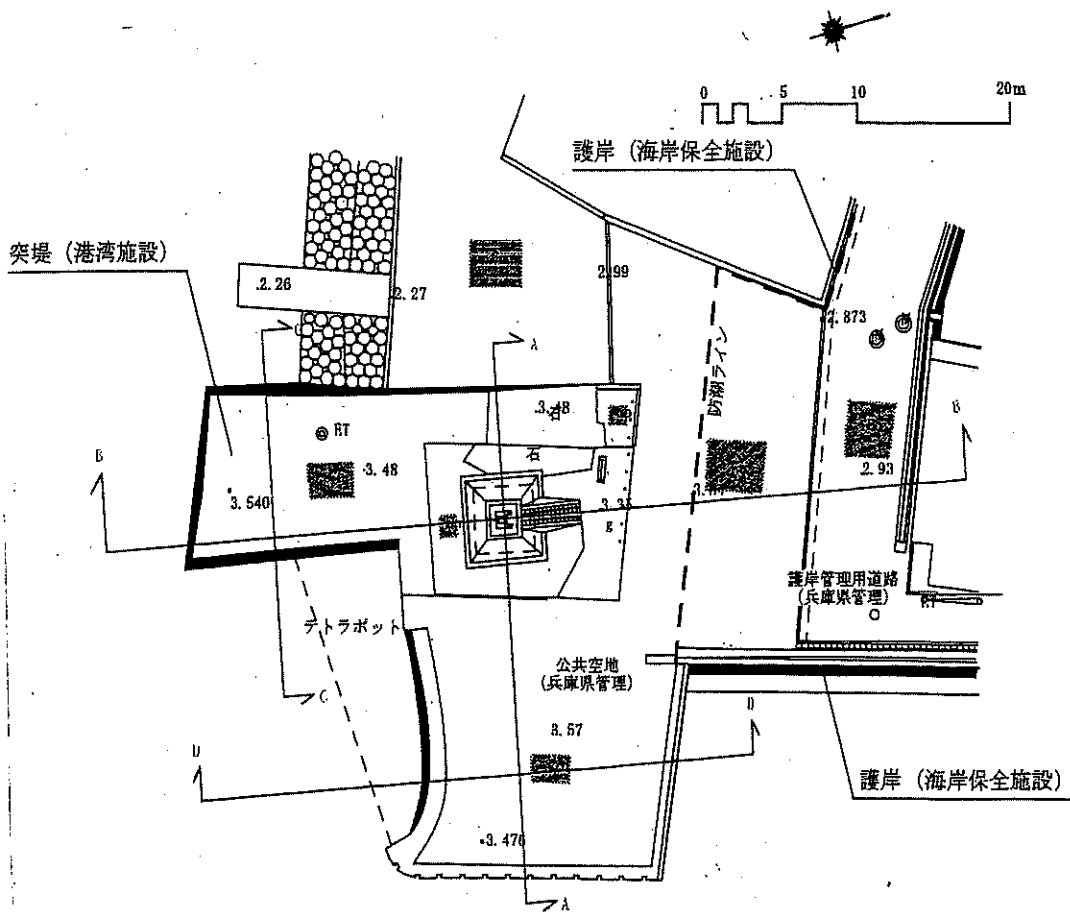 0 5 10 20m
護岸 (海岸保全施設)
突堤 (港湾施設)
.2.26
2.27
2.99
2.873
C
A
防潮ライン
.3.48
石
石
RT
.3.48
B
B
2.93
3.540
3.35
g
護岸管理用道路
(兵庫県管理)
RT
テトラポット
公共空地
(兵庫県管理)
C
D
D
3.57
護岸 (海岸保全施設)
.3.476
A